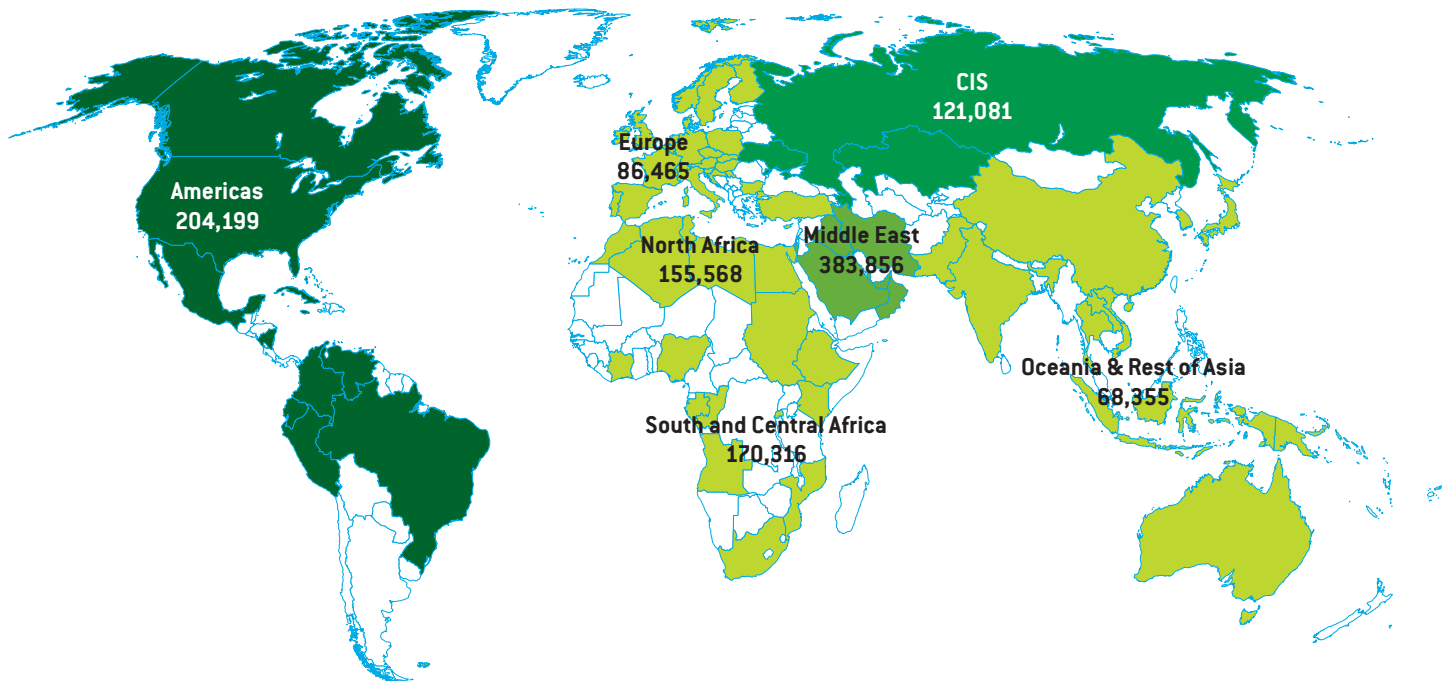 CIS
121,081
Europe
86,465
Americas
204,199
North Africa
155,568
Middle East
383,856
Oceania & Rest of Asia
68,355
South and Central Africa
170,316